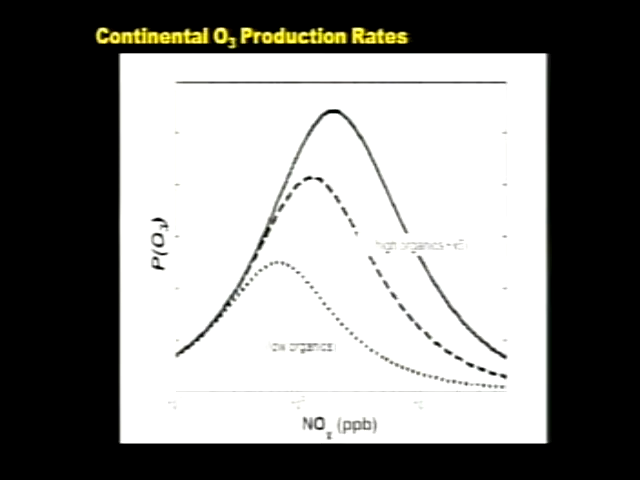 Continental O3 Production Rates
P(O3)
high organics
low organics
NOx (ppb)